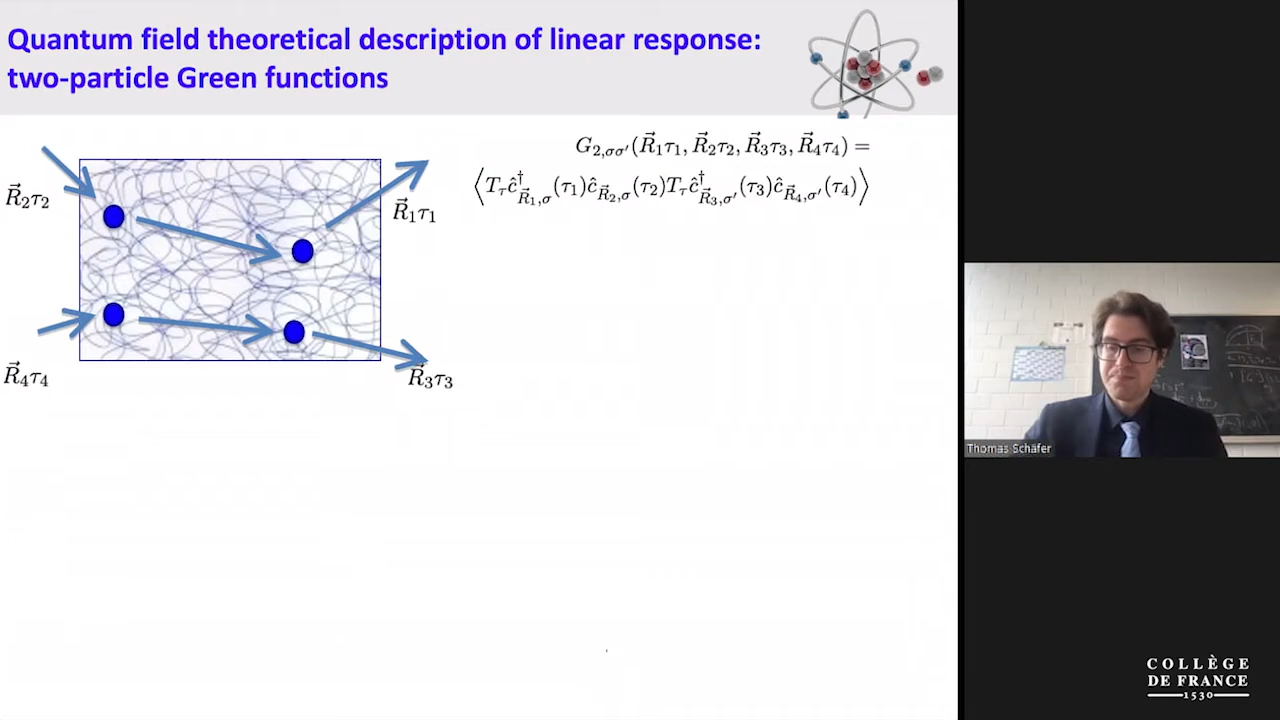 Quantum field theoretical description of linear response:
two-particle Green functions
$G_{2,\sigma\sigma'}(\vec{R}_1\tau_1, \vec{R}_2\tau_2, \vec{R}_3\tau_3, \vec{R}_4\tau_4) =$
$\left\langle T_\tau \hat{c}^\dagger_{\vec{R}_1,\sigma}(\tau_1)\hat{c}_{\vec{R}_2,\sigma}(\tau_2) T_\tau \hat{c}^\dagger_{\vec{R}_3,\sigma'}(\tau_3)\hat{c}_{\vec{R}_4,\sigma'}(\tau_4) \right\rangle$
$\vec{R}_2\tau_2$
$\vec{R}_1\tau_1$
$\vec{R}_4\tau_4$
$\vec{R}_3\tau_3$
Thomas Schäfer
COLLÈGE
DE FRANCE
1530